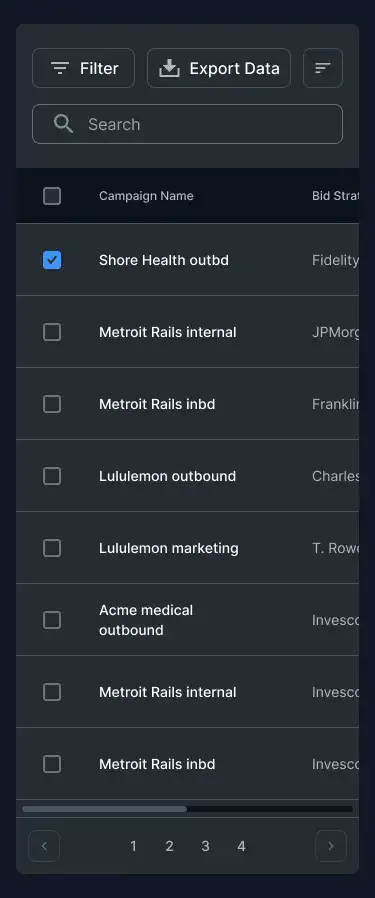 Filter Export Data
Search
Campaign Name Bid Strat
Shore Health outbd Fidelity
Metroit Rails internal JPMorg
Metroit Rails inbd Franklin
Lululemon outbound Charles
Lululemon marketing T. Rowe
Acme medical
outbound Invesco
Metroit Rails internal Invesco
Metroit Rails inbd Invesco
1 2 3 4